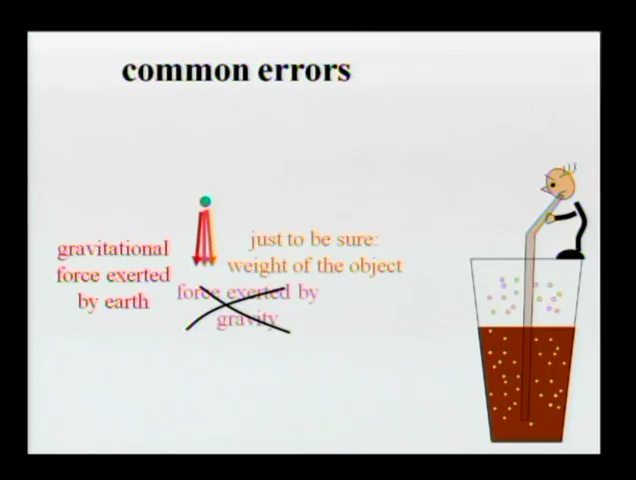 common errors
gravitational
force exerted
by earth
just to be sure:
weight of the object
force exerted by
gravity